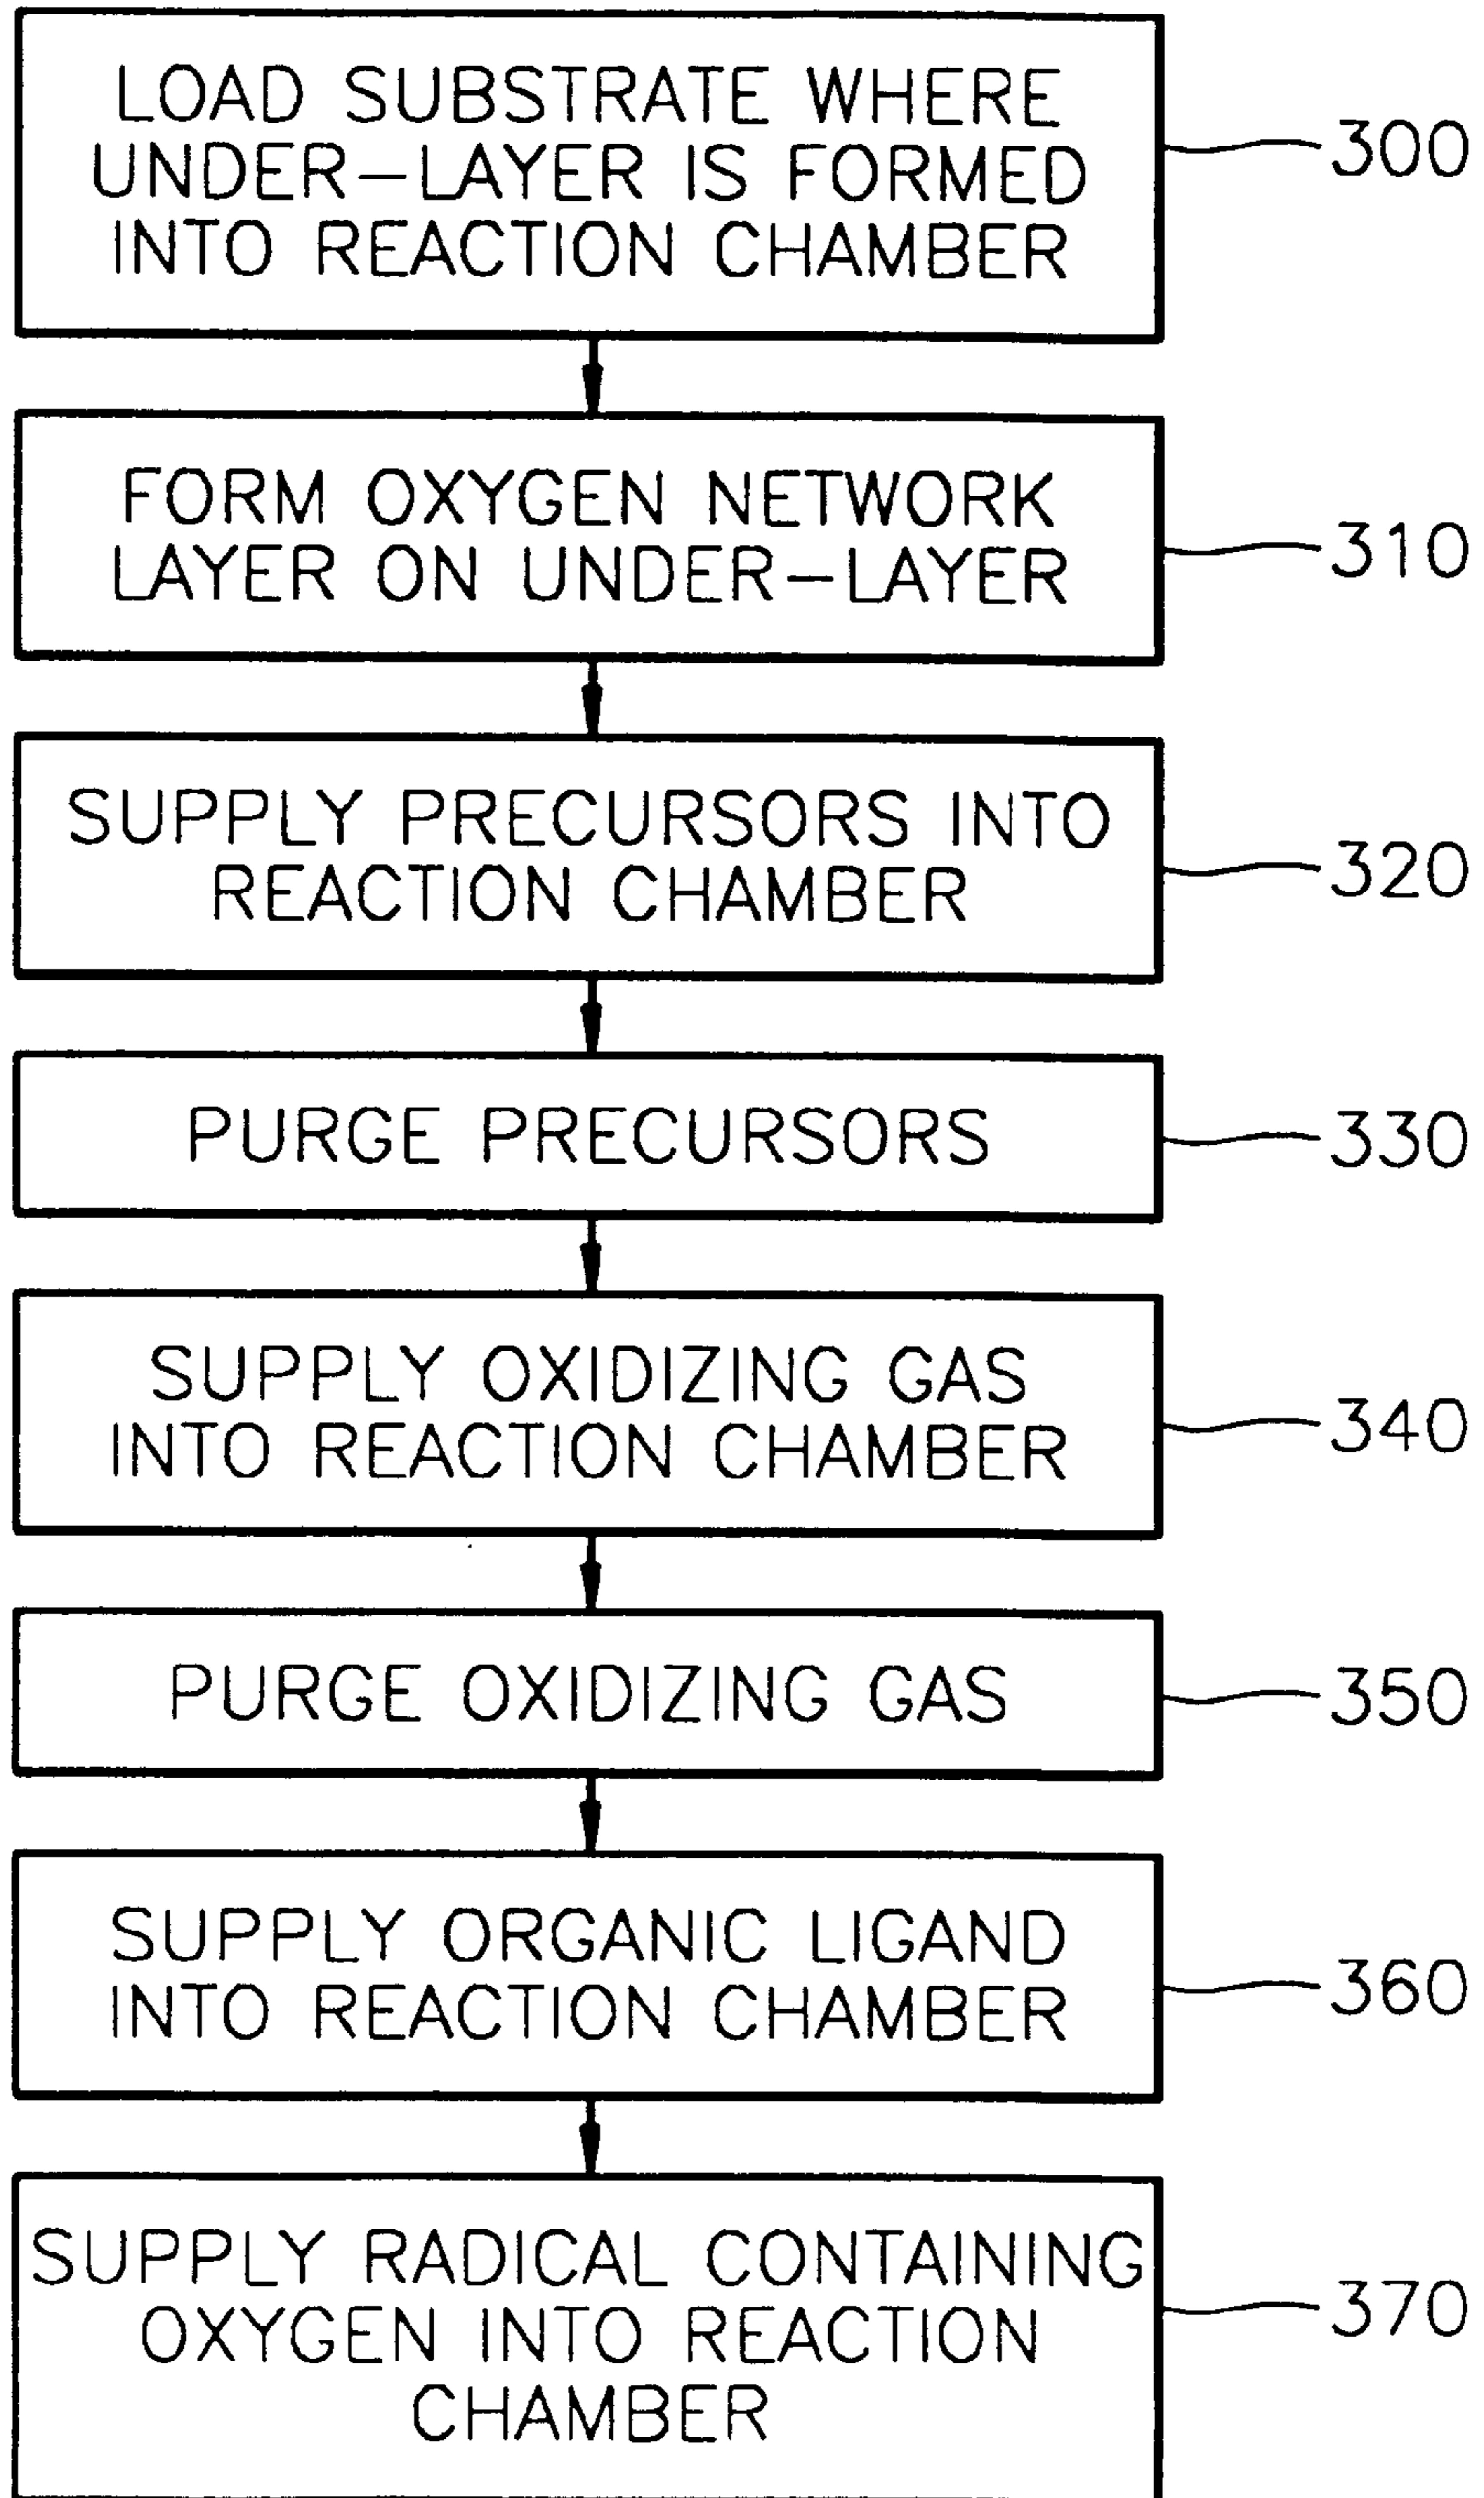 LOAD SUBSTRATE WHERE
UNDER-LAYER IS FORMED
INTO REACTION CHAMBER
300
FORM OXYGEN NETWORK
LAYER ON UNDER-LAYER
310
SUPPLY PRECURSORS INTO
REACTION CHAMBER
320
PURGE PRECURSORS
330
SUPPLY OXIDIZING GAS
INTO REACTION CHAMBER
340
PURGE OXIDIZING GAS
350
SUPPLY ORGANIC LIGAND
INTO REACTION CHAMBER
360
SUPPLY RADICAL CONTAINING
OXYGEN INTO REACTION
CHAMBER
370